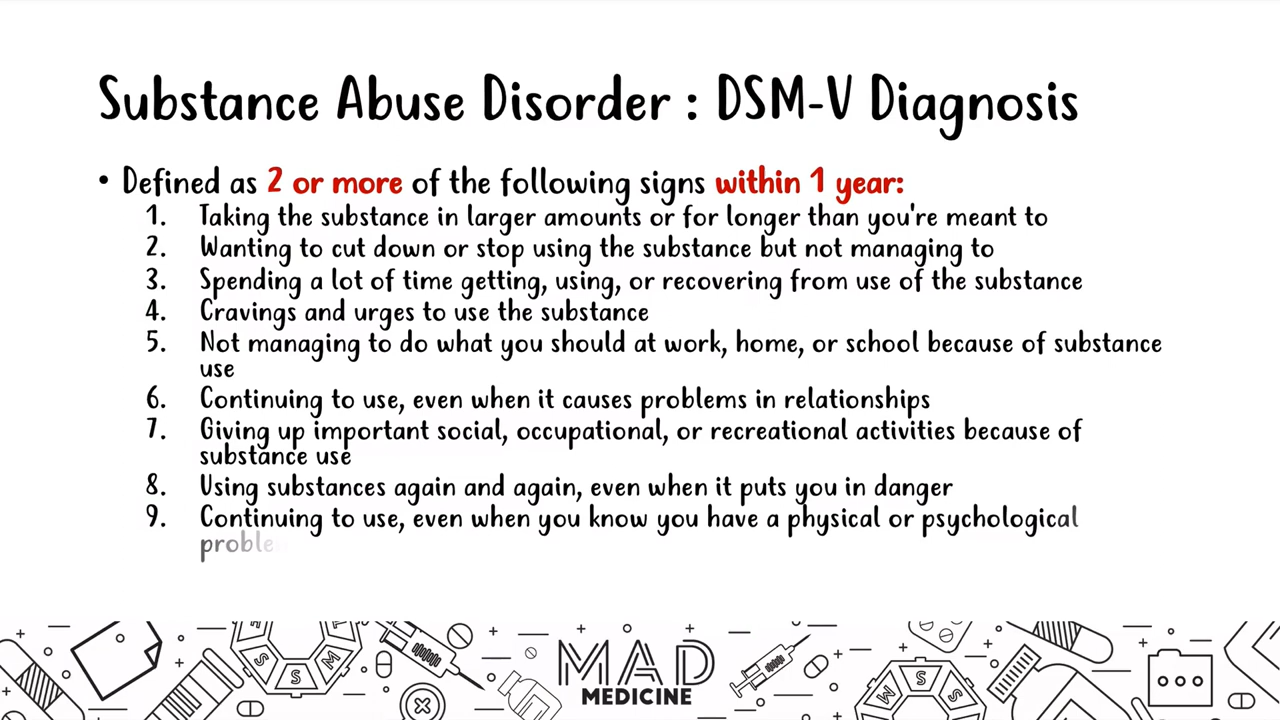 Substance Abuse Disorder : DSM-V Diagnosis
• Defined as 2 or more of the following signs within 1 year:
1. Taking the substance in larger amounts or for longer than you're meant to
2. Wanting to cut down or stop using the substance but not managing to
3. Spending a lot of time getting, using, or recovering from use of the substance
4. Cravings and urges to use the substance
5. Not managing to do what you should at work, home, or school because of substance
use
6. Continuing to use, even when it causes problems in relationships
7. Giving up important social, occupational, or recreational activities because of
substance use
8. Using substances again and again, even when it puts you in danger
9. Continuing to use, even when you know you have a physical or psychological
proble
MAD
MEDICINE